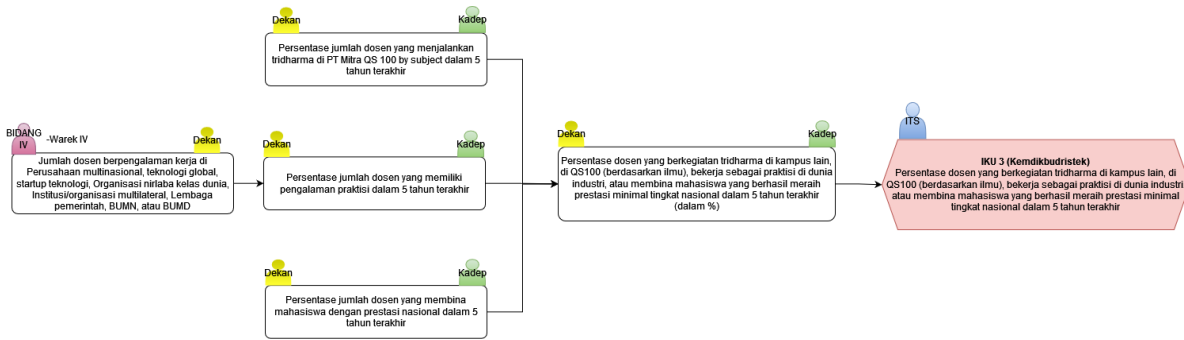 Dekan
Kadep
Persentase jumlah dosen yang menjalankan
tridharma di PT Mitra QS 100 by subject dalam 5
tahun terakhir
BIDANG
IV
-Warek IV
Dekan
Jumlah dosen berpengalaman kerja di
Perusahaan multinasional, teknologi global,
startup teknologi, Organisasi nirlaba kelas dunia,
Institusi/organisasi multilateral, Lembaga
pemerintah, BUMN, atau BUMD
Dekan
Kadep
Persentase jumlah dosen yang memiliki
pengalaman praktisi dalam 5 tahun terakhir
Dekan
Kadep
Persentase jumlah dosen yang membina
mahasiswa dengan prestasi nasional dalam 5
tahun terakhir
Dekan
Kadep
Persentase dosen yang berkegiatan tridharma di kampus lain,
di QS100 (berdasarkan ilmu), bekerja sebagai praktisi di dunia
industri, atau membina mahasiswa yang berhasil meraih
prestasi minimal tingkat nasional dalam 5 tahun terakhir
(dalam %)
ITS
IKU 3 (Kemdikbudristek)
Persentase dosen yang berkegiatan tridharma di kampus lain, di
QS100 (berdasarkan ilmu), bekerja sebagai praktisi di dunia industri,
atau membina mahasiswa yang berhasil meraih prestasi minimal
tingkat nasional dalam 5 tahun terakhir